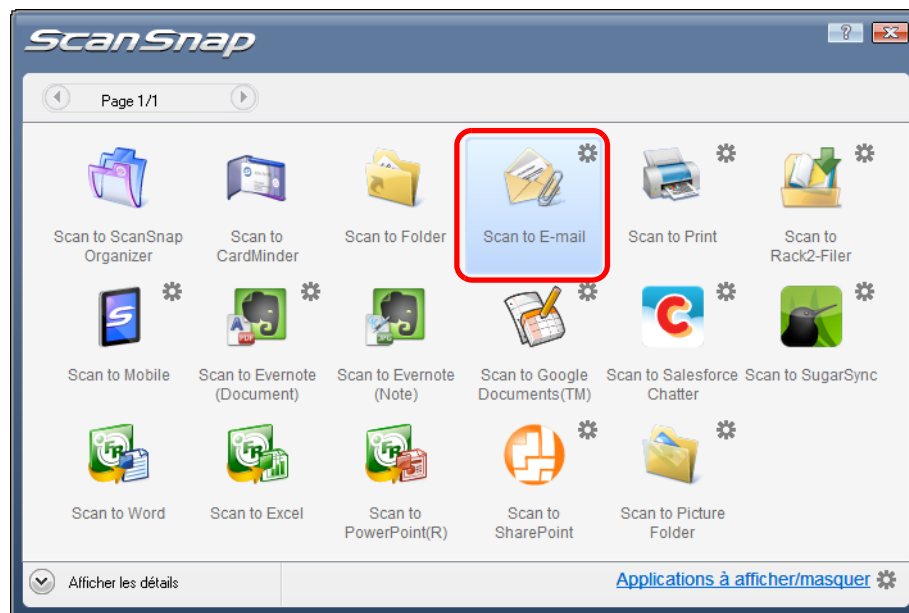 ScanSnap
?
Page 1/1
Scan to ScanSnap
Organizer
Scan to
CardMinder
Scan to Folder
Scan to E-mail
Scan to Print
Scan to
Rack2-Filer
Scan to Mobile
Scan to Evernote
(Document)
Scan to Evernote
(Note)
Scan to Google
Documents(TM)
Scan to Salesforce
Chatter
Scan to SugarSync
Scan to Word
Scan to Excel
Scan to
PowerPoint(R)
Scan to
SharePoint
Scan to Picture
Folder
Afficher les détails
Applications à afficher/masquer